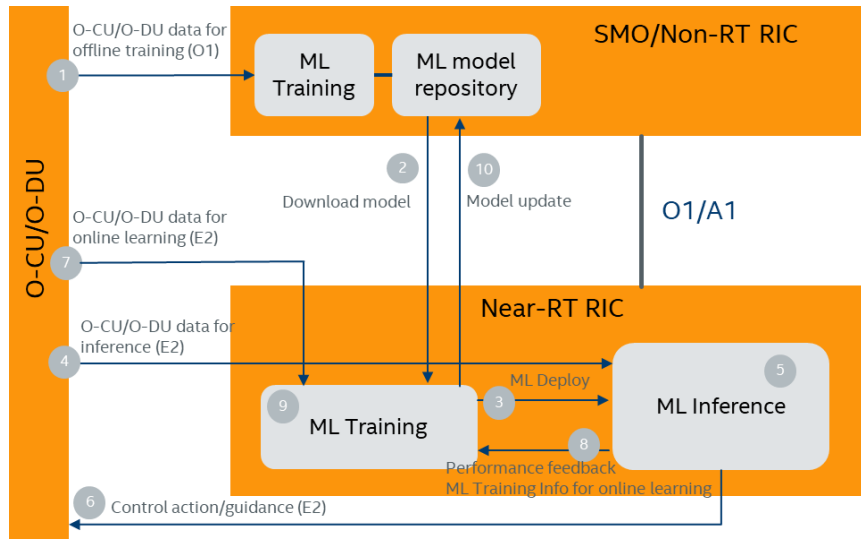 O-CU/O-DU data for
offline training (O1)
1
ML
Training
ML model
repository
SMO/Non-RT RIC
2
Download model
10
Model update
O1/A1
O-CU/O-DU
O-CU/O-DU data for
online learning (E2)
7
O-CU/O-DU data for
inference (E2)
4
Near-RT RIC
9
ML Training
ML Deploy
3
5
ML Inference
8
Performance feedback
ML Training Info for online learning
6
Control action/guidance (E2)